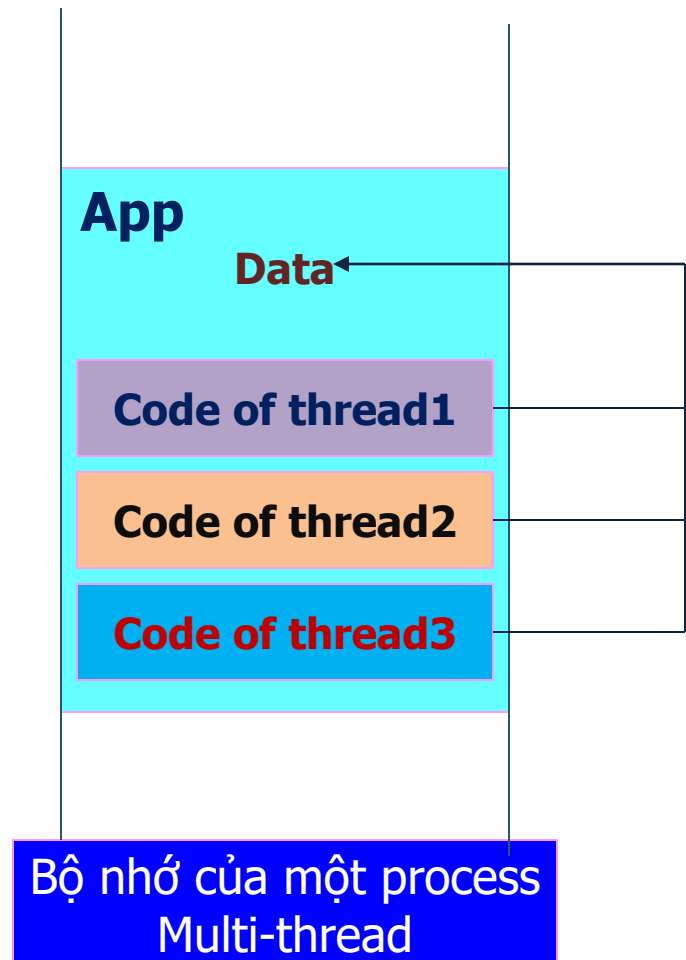 App
Data
Code of thread1
Code of thread2
Code of thread3
Bộ nhớ của một process
Multi-thread